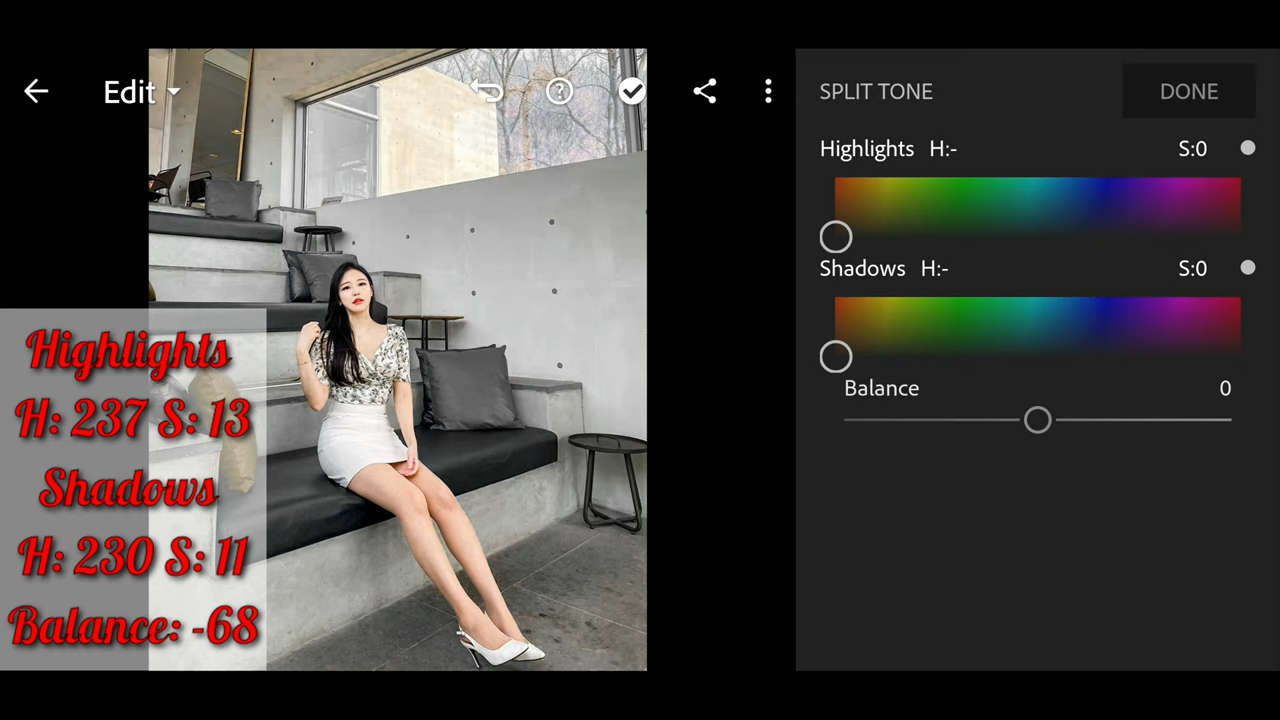 Edit
SPLIT TONE
DONE
Highlights H:- S:0
Shadows H:- S:0
Balance 0
Highlights
H: 237 S: 13
Shadows
H: 230 S: 11
Balance: -68